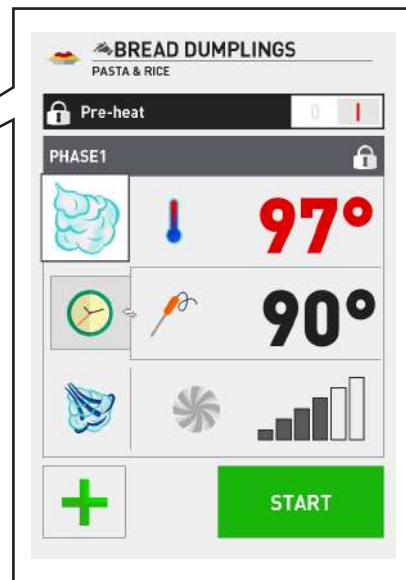 BREAD DUMPLINGS
PASTA & RICE
Pre-heat 0 I
PHASE1
97°
90°
START